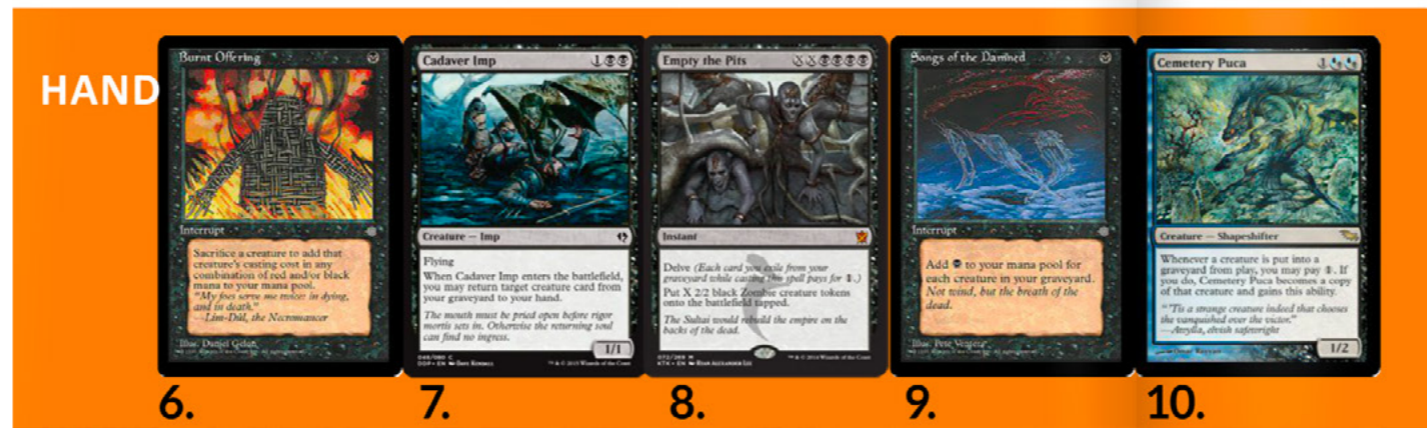 HAND
Burnt Offering
Interrupt
Sacrifice a creature to add that
creature's casting cost in any
combination of red and/or black
mana to your mana pool.
"My foes serve me twice: in dying,
and in death."
—Lim-Dûl, the Necromancer
6.
Cadaver Imp 1
Creature — Imp
Flying
When Cadaver Imp enters the battlefield,
you may return target creature card from
your graveyard to your hand.
The mouth must be pried open before rigor
mortis sets in. Otherwise the returning soul
can find no ingress.
1/1
7.
Empty the Pits XX
Instant
Delve (Each card you exile from your
graveyard while casting this spell pays for 1.)
Put X 2/2 black Zombie creature tokens
onto the battlefield tapped.
The Sultai would rebuild the empire on the
backs of the dead.
8.
Songs of the Damned
Interrupt
Add to your mana pool for
each creature in your graveyard.
Not wind, but the breath of the
dead.
9.
Cemetery Puca 1
Creature — Shapeshifter
Whenever a creature is put into a
graveyard from play, you may pay 1. If
you do, Cemetery Puca becomes a copy
of that creature and gains this ability.
"'Tis a strange creature indeed that chooses
the vanquished over the victor."
1/2
10.